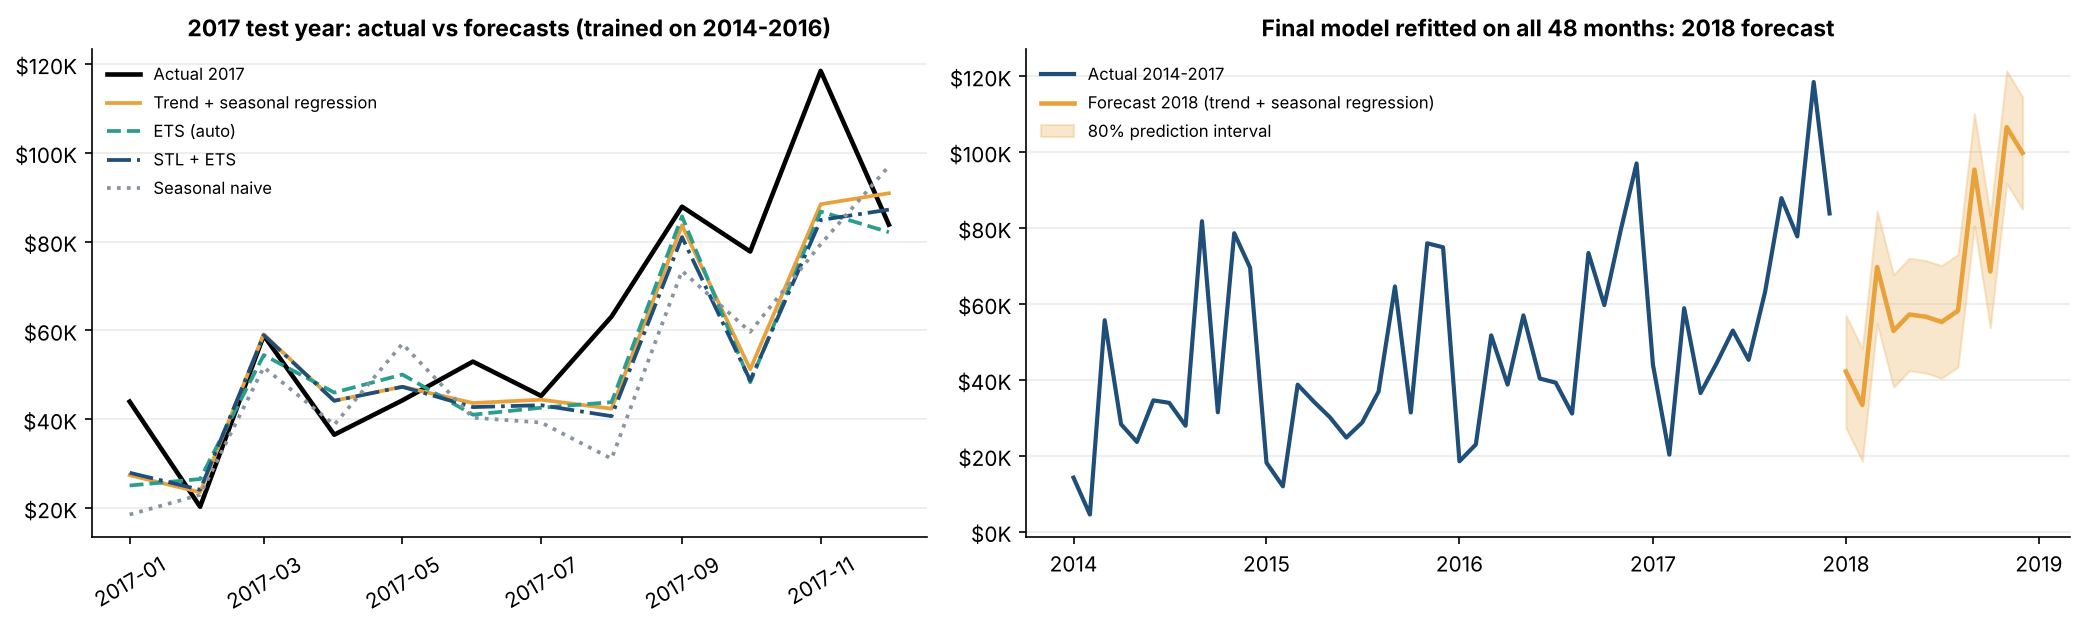 2017 test year: actual vs forecasts (trained on 2014-2016)
$120K
$100K
$80K
$60K
$40K
$20K
Actual 2017
Trend + seasonal regression
ETS (auto)
STL + ETS
Seasonal naive
2017-01
2017-03
2017-05
2017-07
2017-09
2017-11
Final model refitted on all 48 months: 2018 forecast
$120K
$100K
$80K
$60K
$40K
$20K
$0K
Actual 2014-2017
Forecast 2018 (trend + seasonal regression)
80% prediction interval
2014
2015
2016
2017
2018
2019